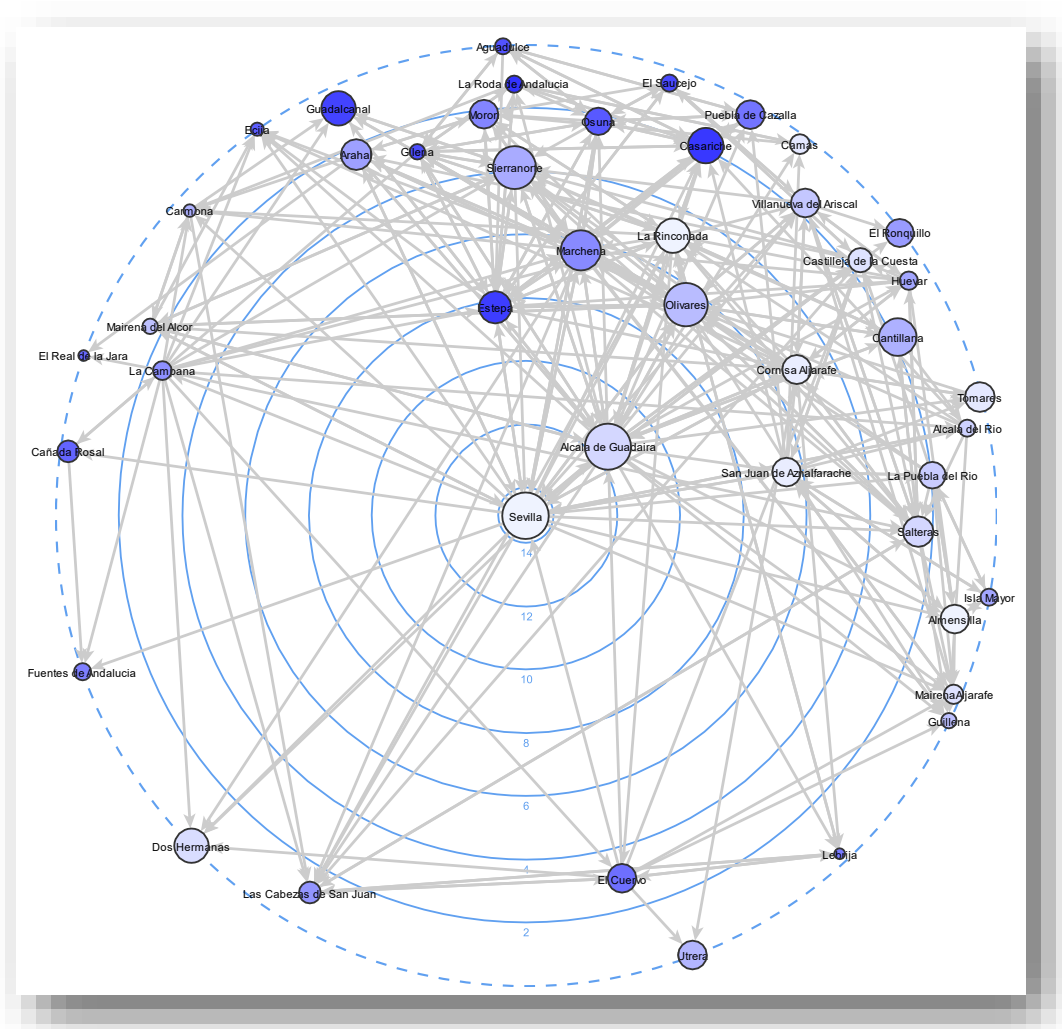 Aguadulce
La Roda de Andalucia
El Saucejo
Guadalcanal
Moron
Osuna
Puebla de Cazalla
Ecija
Araha
Gilena
Casariche
Camas
Sierranorte
Carmona
Villanueva del Ariscal
La Rinconada
El Ronquillo
Marchena
Castilleja de la Cuesta
Huevar
Estepa
Olivares
Mairena del Alcor
Cantillana
El Real de la Jara
La Campana
Cornisa Aljarafe
Tomares
Alcala del Rio
Cañada Rosal
Alcala de Guadaira
San Juan de Aznalfarache
La Puebla del Rio
Sevilla
Salteras
14
Isla Mayor
12
Almensilla
Fuentes de Andalucia
10
MairenaAljarafe
Guillena
8
6
Dos Hermanas
Lebrija
4
El Cuervo
Las Cabezas de San Juan
2
Utrera